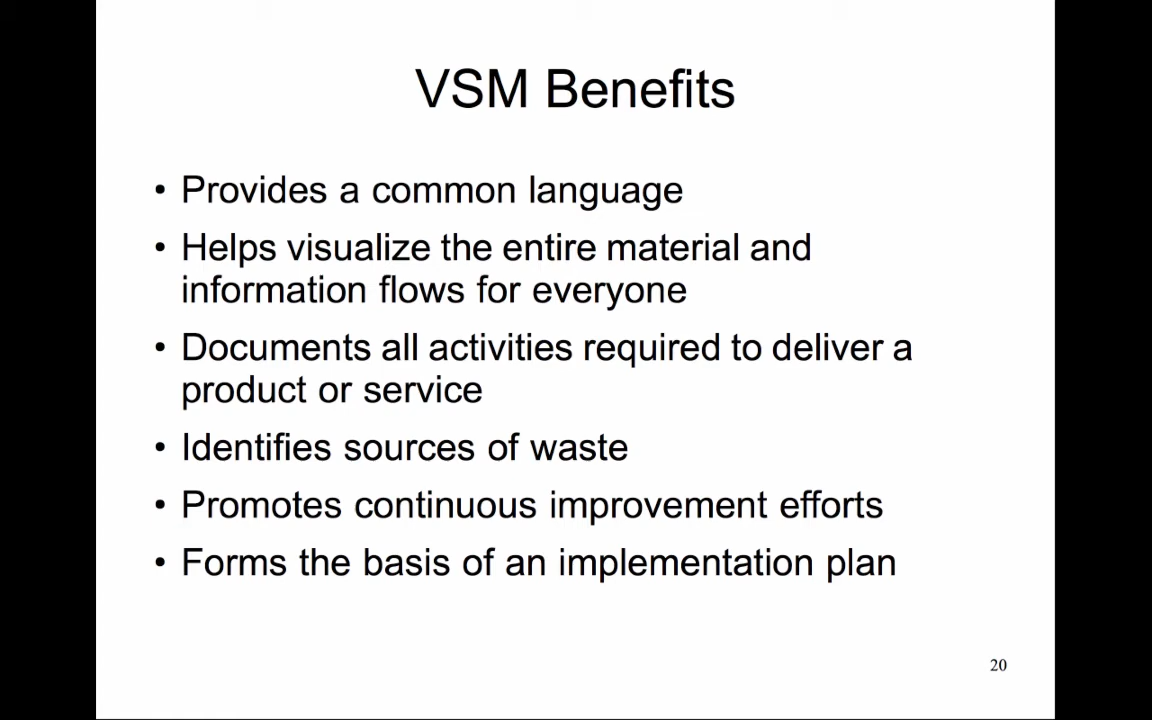 VSM Benefits
• Provides a common language
• Helps visualize the entire material and
information flows for everyone
• Documents all activities required to deliver a
product or service
• Identifies sources of waste
• Promotes continuous improvement efforts
• Forms the basis of an implementation plan
20